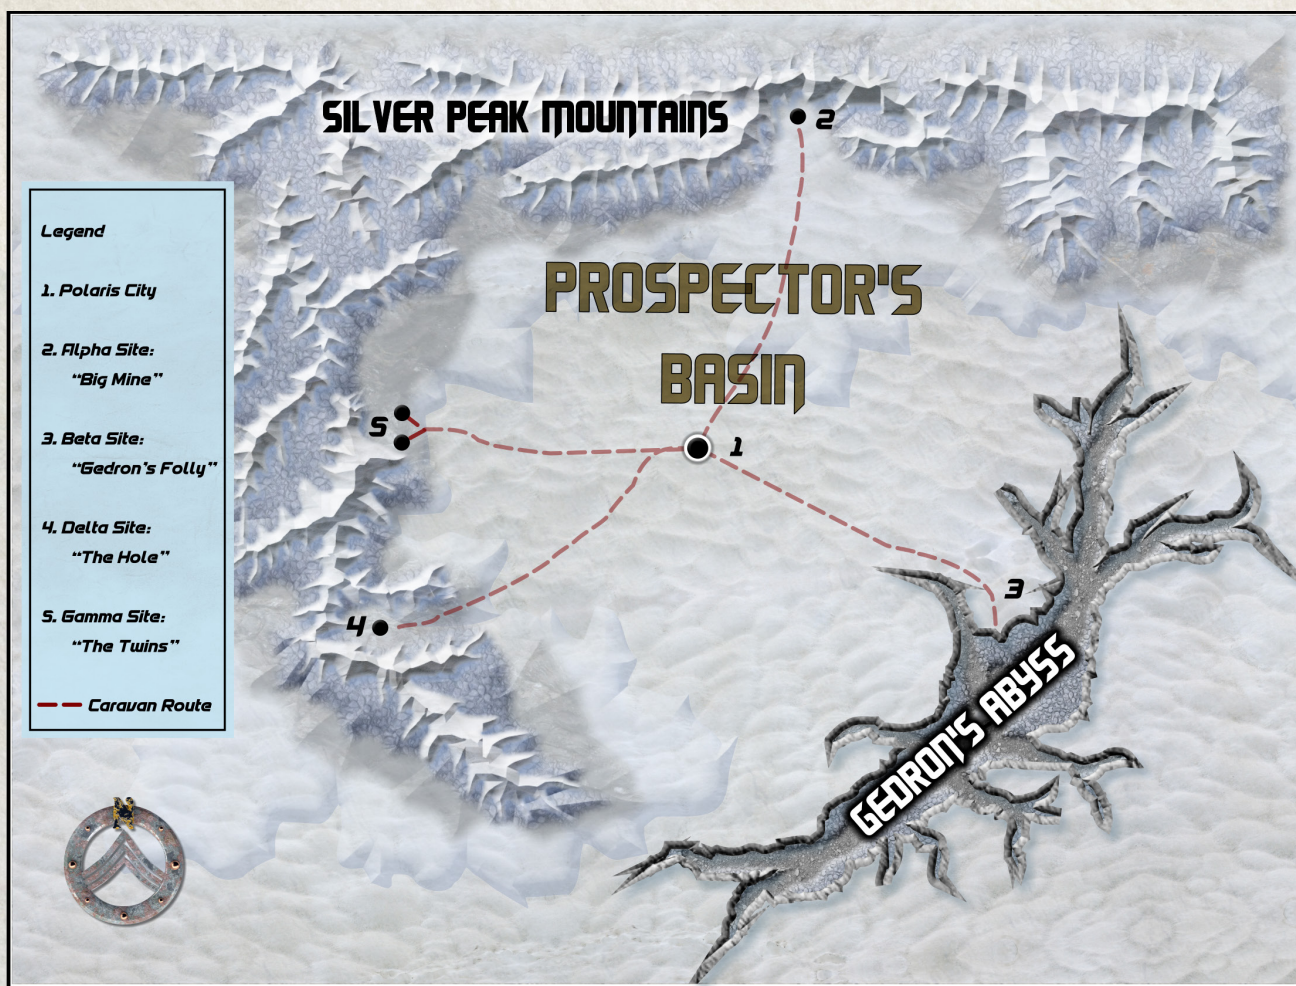 SILVER PEAK MOUNTAINS
2
PROSPECTOR'S
BASIN
Legend
1. Polaris City
2. Alpha Site:
“Big Mine”
3. Beta Site:
“Gedron's Folly”
4. Delta Site:
“The Hole”
5. Gamma Site:
“The Twins”
Caravan Route
5
1
3
4
GEDRON'S ABYSS
N